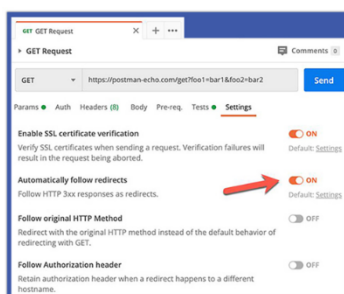 GET GET Request
GET Request
Comments 0
GET https://postman-echo.com/get?foo1=bar1&foo2=bar2 Send
Params Auth Headers (8) Body Pre-req. Tests Settings
Enable SSL certificate verification ON
Verify SSL certificates when sending a request. Verification failures will
result in the request being aborted.
Default: Settings
Automatically follow redirects ON
Follow HTTP 3xx responses as redirects.
Default: Settings
Follow original HTTP Method OFF
Redirect with the original HTTP method instead of the default behavior of
redirecting with GET.
Follow Authorization header OFF
Retain authorization header when a redirect happens to a different
hostname.